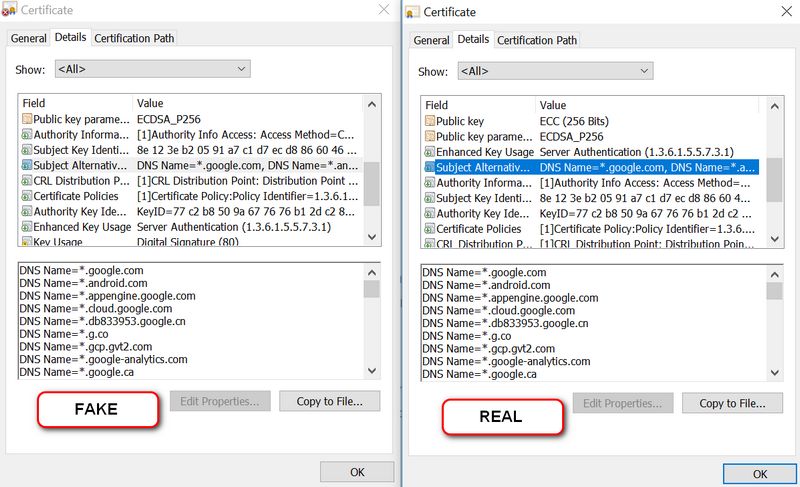 Certificate
General Details Certification Path
Show: <All>
Field Value
Public key parame... ECDSA_P256
Authority Informa... [1]Authority Info Access: Access Method=C...
Subject Key Identi... 8e 12 3e b2 05 91 a7 c1 d7 ec d8 86 60 46 ...
Subject Alternativ... DNS Name=*.google.com, DNS Name=*.an...
CRL Distribution P... [1]CRL Distribution Point: Distribution Point ...
Certificate Policies [1]Certificate Policy:Policy Identifier=1.3.6.1...
Authority Key Ide... KeyID=77 c2 b8 50 9a 67 76 76 b1 2d c2 8...
Enhanced Key Usage Server Authentication (1.3.6.1.5.5.7.3.1)
Key Usage Digital Signature (80)
DNS Name=*.google.com
DNS Name=*.android.com
DNS Name=*.appengine.google.com
DNS Name=*.cloud.google.com
DNS Name=*.db833953.google.cn
DNS Name=*.g.co
DNS Name=*.gcp.gvt2.com
DNS Name=*.google-analytics.com
DNS Name=*.google.ca
FAKE
Edit Properties... Copy to File...
OK
Certificate
General Details Certification Path
Show: <All>
Field Value
Public key ECC (256 Bits)
Public key parame... ECDSA_P256
Enhanced Key Usage Server Authentication (1.3.6.1.5.5.7.3.1)
Subject Alternativ... DNS Name=*.google.com, DNS Name=*.a...
Authority Informa... [1]Authority Info Access: Access Method=...
Subject Key Identi... 8e 12 3e b2 05 91 a7 c1 d7 ec d8 86 60 4...
Authority Key Ide... KeyID=77 c2 b8 50 9a 67 76 76 b1 2d c2 ...
Certificate Policies [1]Certificate Policy:Policy Identifier=1.3.6....
CRL Distribution P... [1]CRL Distribution Point: Distribution Poin...
DNS Name=*.google.com
DNS Name=*.android.com
DNS Name=*.appengine.google.com
DNS Name=*.cloud.google.com
DNS Name=*.db833953.google.cn
DNS Name=*.g.co
DNS Name=*.gcp.gvt2.com
DNS Name=*.google-analytics.com
DNS Name=*.google.ca
REAL
Edit Properties... Copy to File...
OK